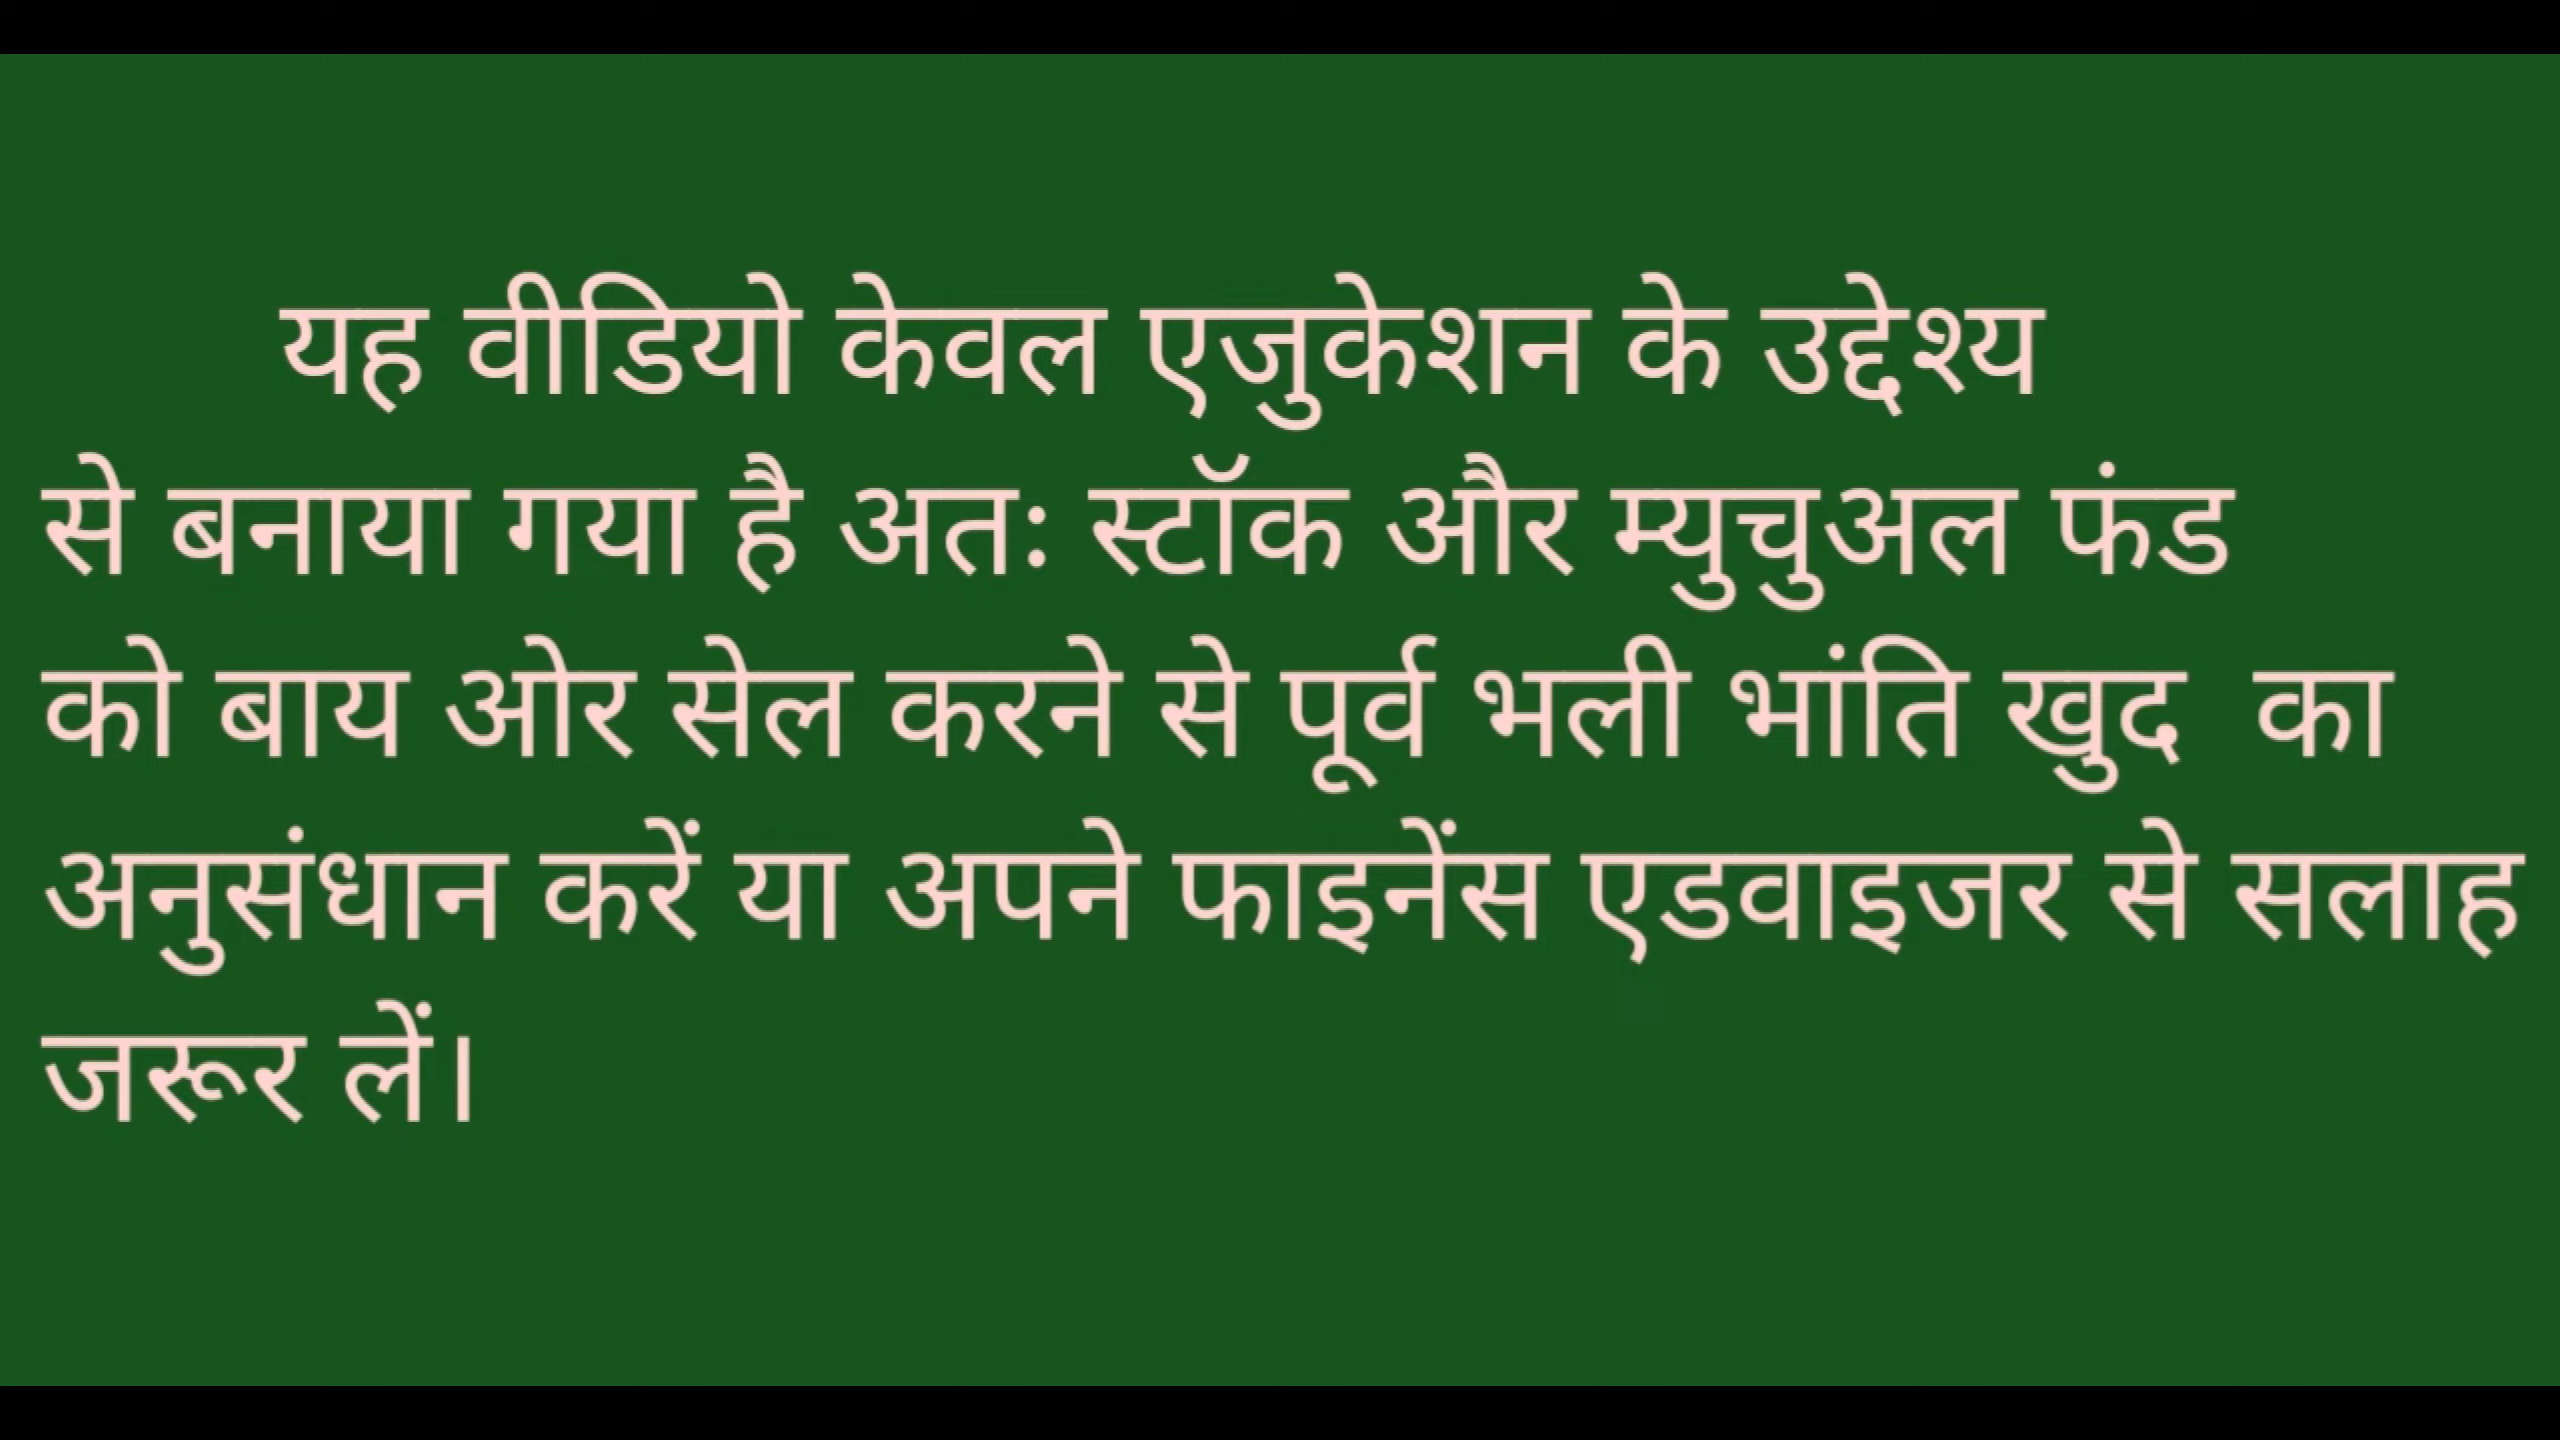 यह वीडियो केवल एजुकेशन के उद्देश्य
से बनाया गया है अतः स्टॉक और म्युचुअल फंड
को बाय ओर सेल करने से पूर्व भली भांति खुद का
अनुसंधान करें या अपने फाइनेंस एडवाइजर से सलाह
जरूर लें।